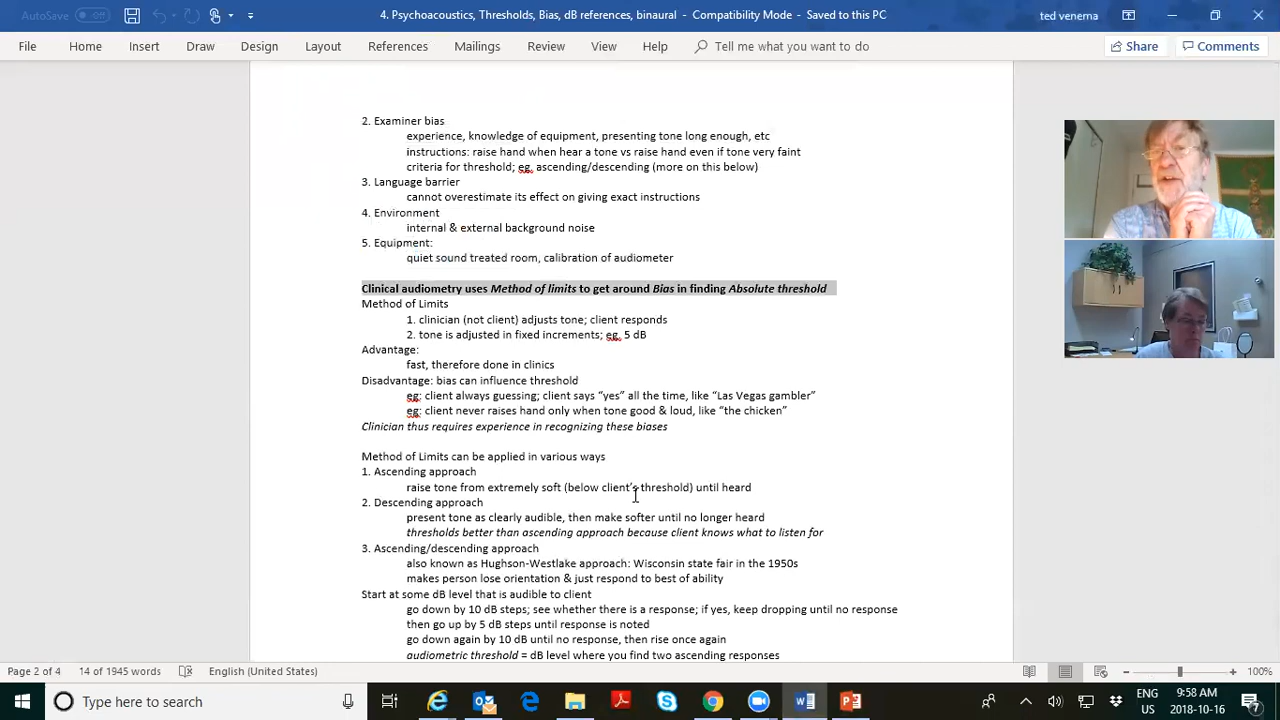 AutoSave
Off
4. Psychoacoustics, Thresholds, Bias, dB references, binaural - Compatibility Mode - Saved to this PC
ted venema
File Home Insert Draw Design Layout References Mailings Review View Help Tell me what you want to do Share Comments
2. Examiner bias
experience, knowledge of equipment, presenting tone long enough, etc
instructions: raise hand when hear a tone vs raise hand even if tone very faint
criteria for threshold; eg. ascending/descending (more on this below)
3. Language barrier
cannot overestimate its effect on giving exact instructions
4. Environment
internal & external background noise
5. Equipment:
quiet sound treated room, calibration of audiometer
Clinical audiometry uses Method of limits to get around Bias in finding Absolute threshold
Method of Limits
1. clinician (not client) adjusts tone; client responds
2. tone is adjusted in fixed increments; eg. 5 dB
Advantage:
fast, therefore done in clinics
Disadvantage: bias can influence threshold
eg: client always guessing; client says “yes” all the time, like “Las Vegas gambler”
eg: client never raises hand only when tone good & loud, like “the chicken”
Clinician thus requires experience in recognizing these biases
Method of Limits can be applied in various ways
1. Ascending approach
raise tone from extremely soft (below client’s threshold) until heard
2. Descending approach
present tone as clearly audible, then make softer until no longer heard
thresholds better than ascending approach because client knows what to listen for
3. Ascending/descending approach
also known as Hughson-Westlake approach: Wisconsin state fair in the 1950s
makes person lose orientation & just respond to best of ability
Start at some dB level that is audible to client
go down by 10 dB steps; see whether there is a response; if yes, keep dropping until no response
then go up by 5 dB steps until response is noted
go down again by 10 dB until no response, then rise once again
audiometric threshold = dB level where you find two ascending responses
Page 2 of 4 14 of 1945 words English (United States) 100%
Type here to search
ENG
US
9:58 AM
2018-10-16
7